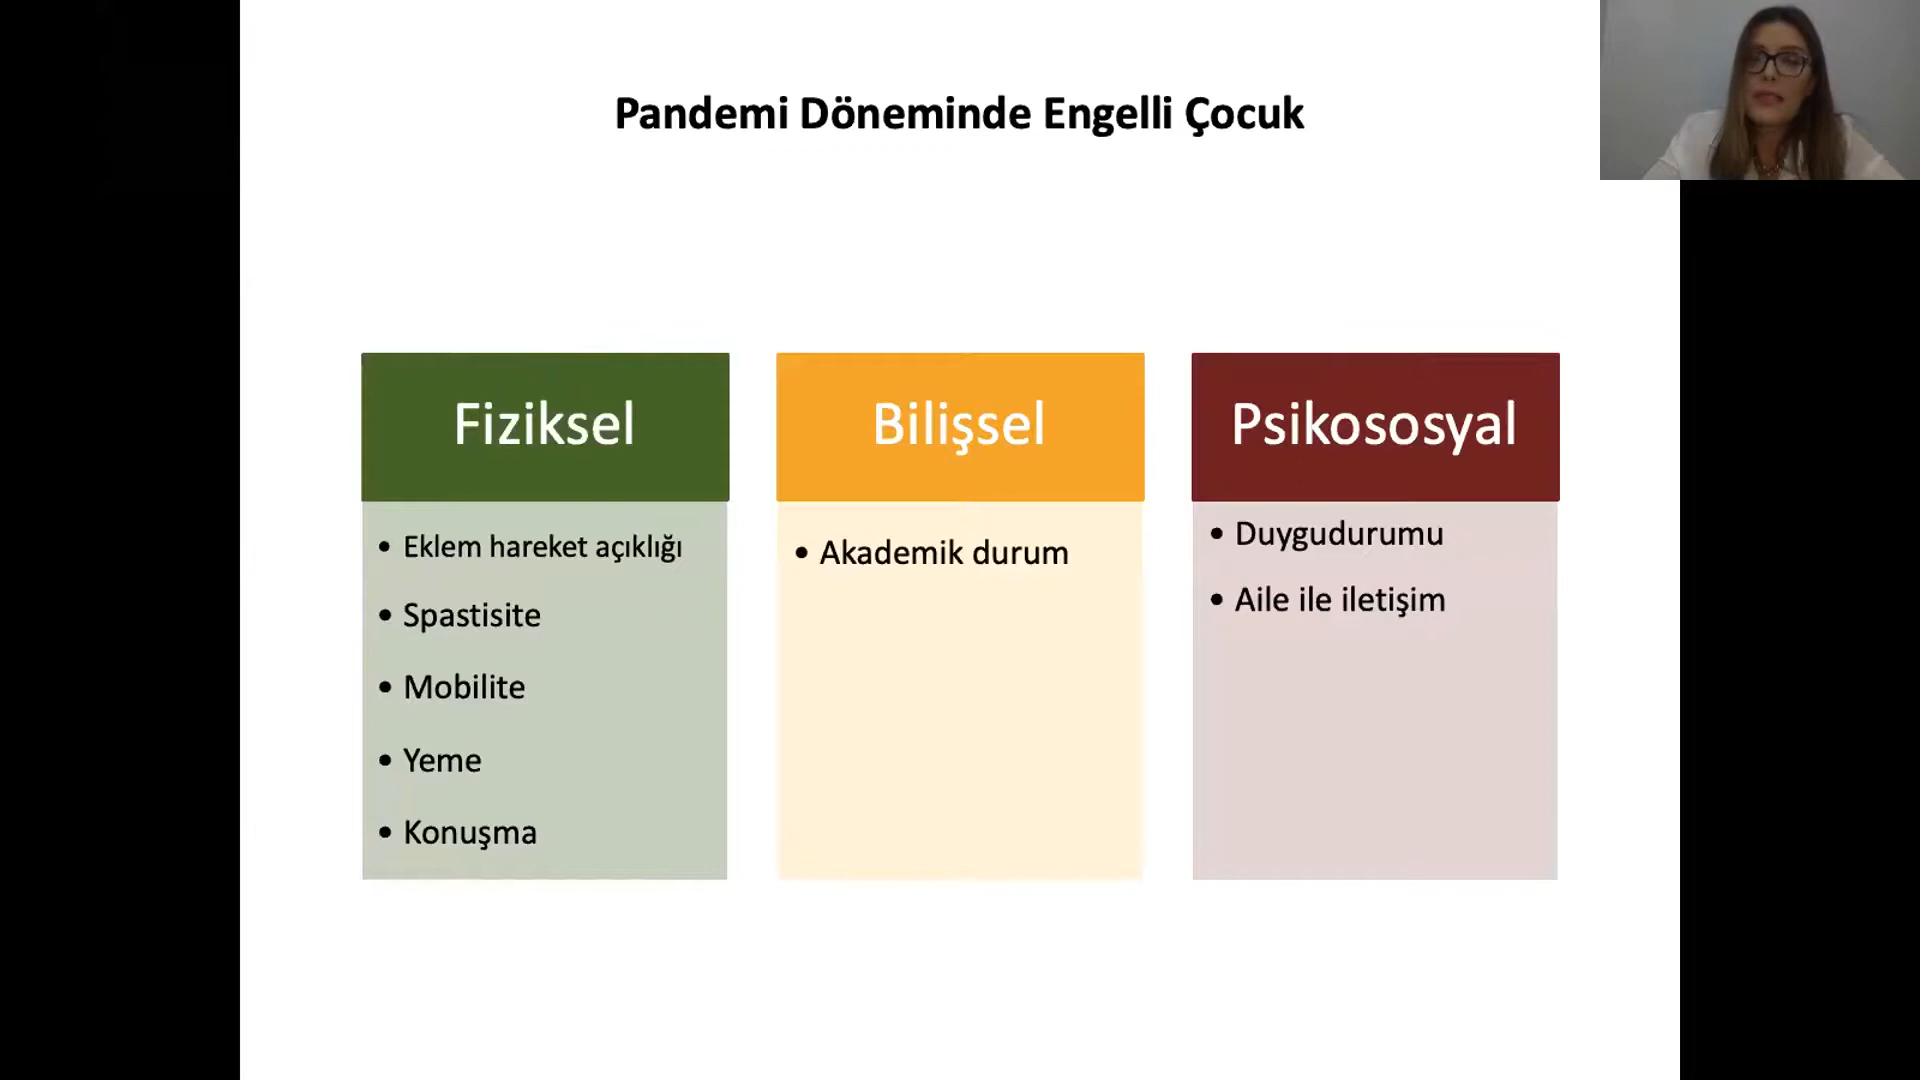 Pandemi Döneminde Engelli Çocuk
Fiziksel
• Eklem hareket açıklığı
• Spastisite
• Mobilite
• Yeme
• Konuşma
Bilişsel
• Akademik durum
Psikososyal
• Duygudurumu
• Aile ile iletişim